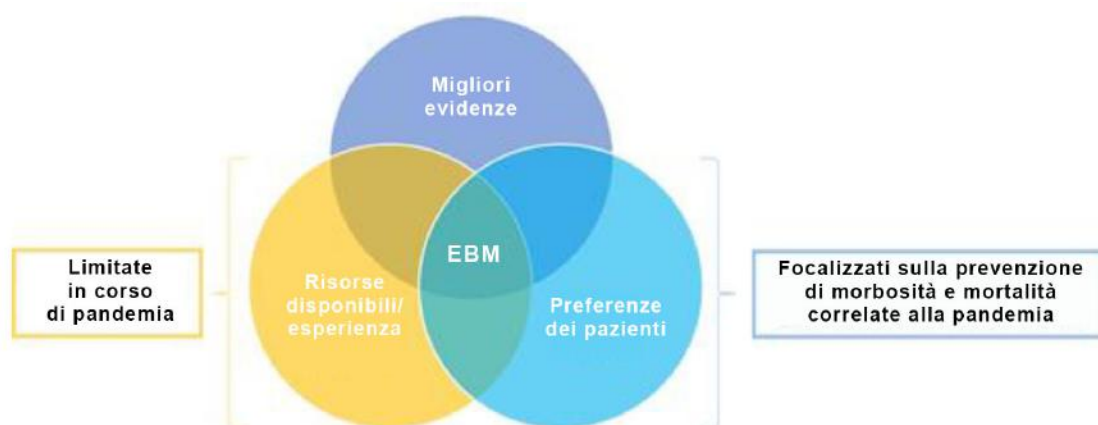 Migliori
evidenze
EBM
Risorse
disponibili/
esperienza
Preferenze
dei pazienti
Limitate
in corso
di pandemia
Focalizzati sulla prevenzione
di morbosità e mortalità
correlate alla pandemia